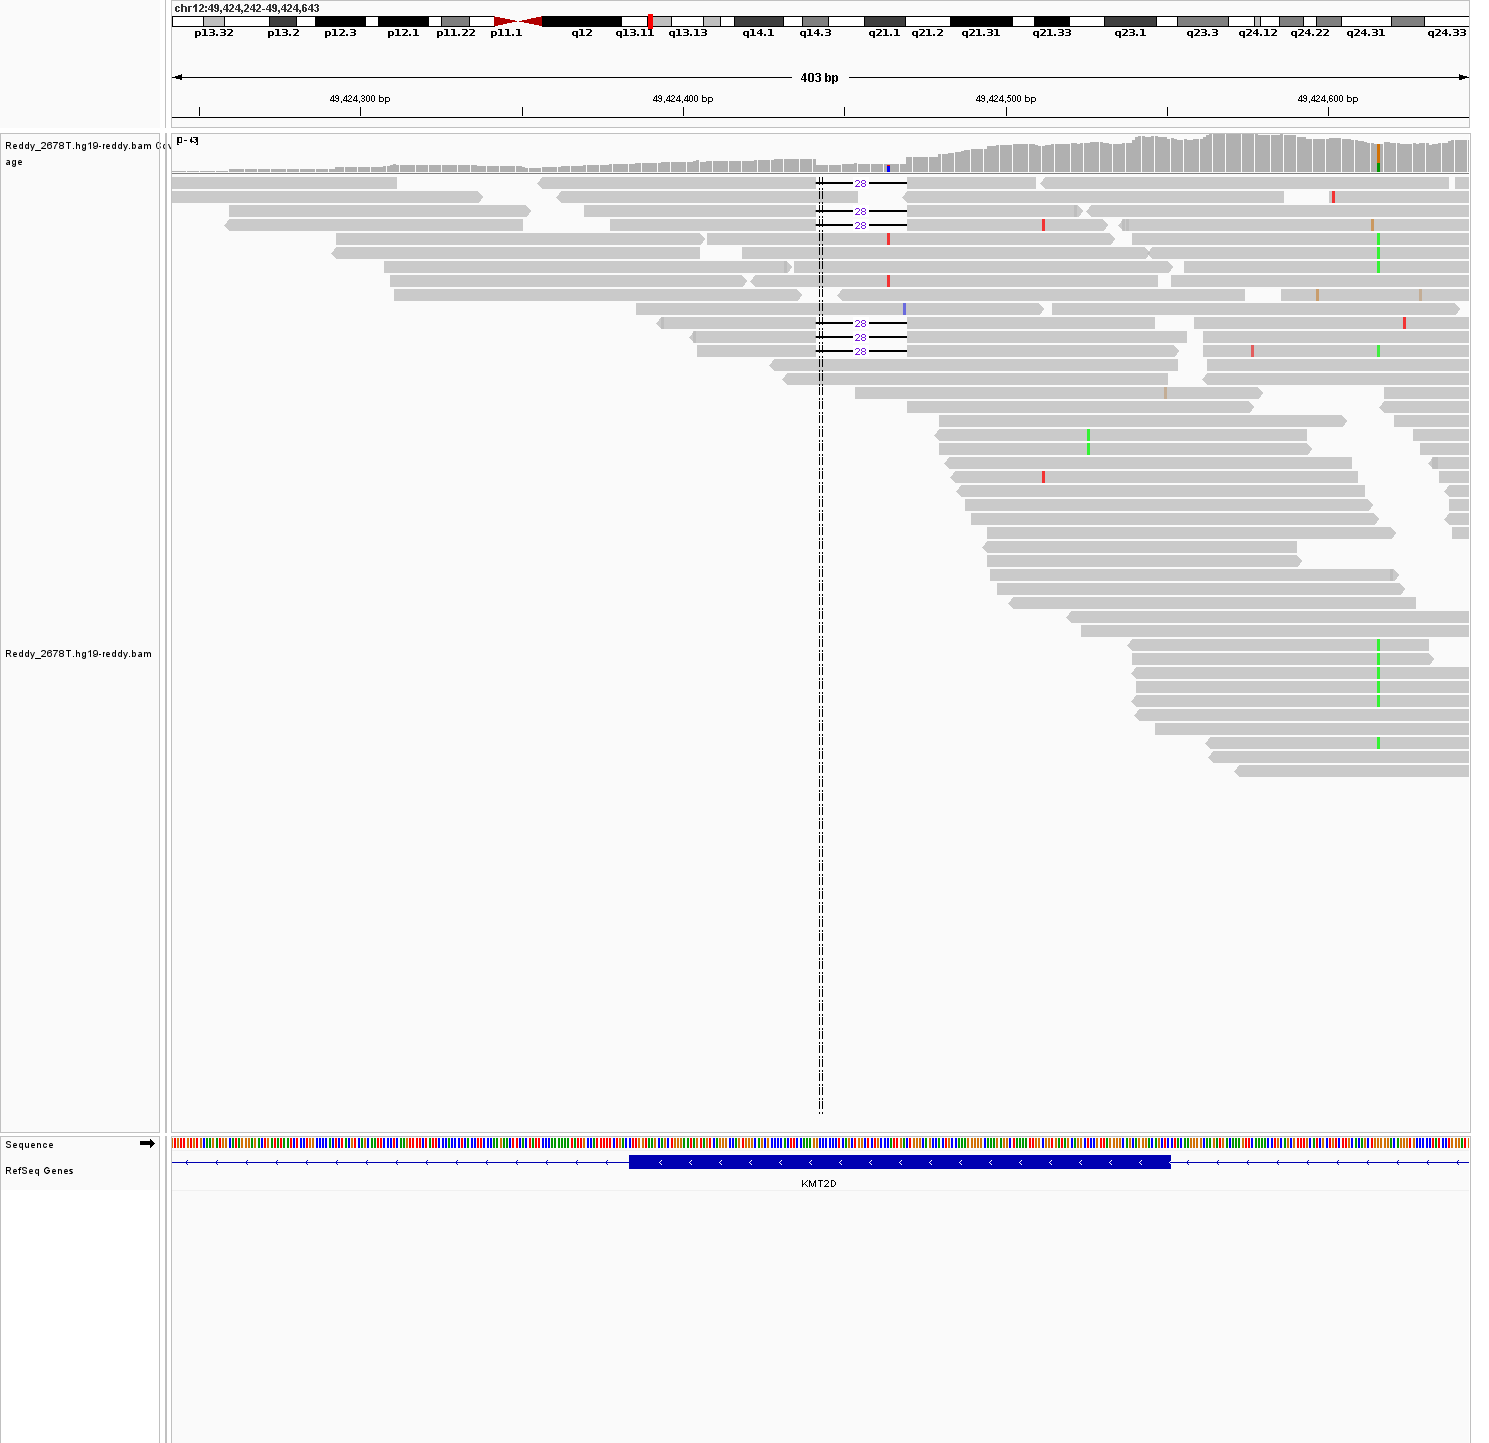 chr12:49,424,242-49,424,643
p13.32 p13.2 p12.3 p12.1 p11.22 p11.1 q12 q13.11 q13.13 q14.1 q14.3 q21.1 q21.2 q21.31 q21.33 q23.1 q23.3 q24.12 q24.22 q24.31 q24.33
403 bp
49,424,300 bp 49,424,400 bp 49,424,500 bp 49,424,600 bp
Reddy_2678T.hg19-reddy.bam Cov
age
28
28
28
28
28
28
Reddy_2678T.hg19-reddy.bam
Sequence
RefSeq Genes
KMT2D